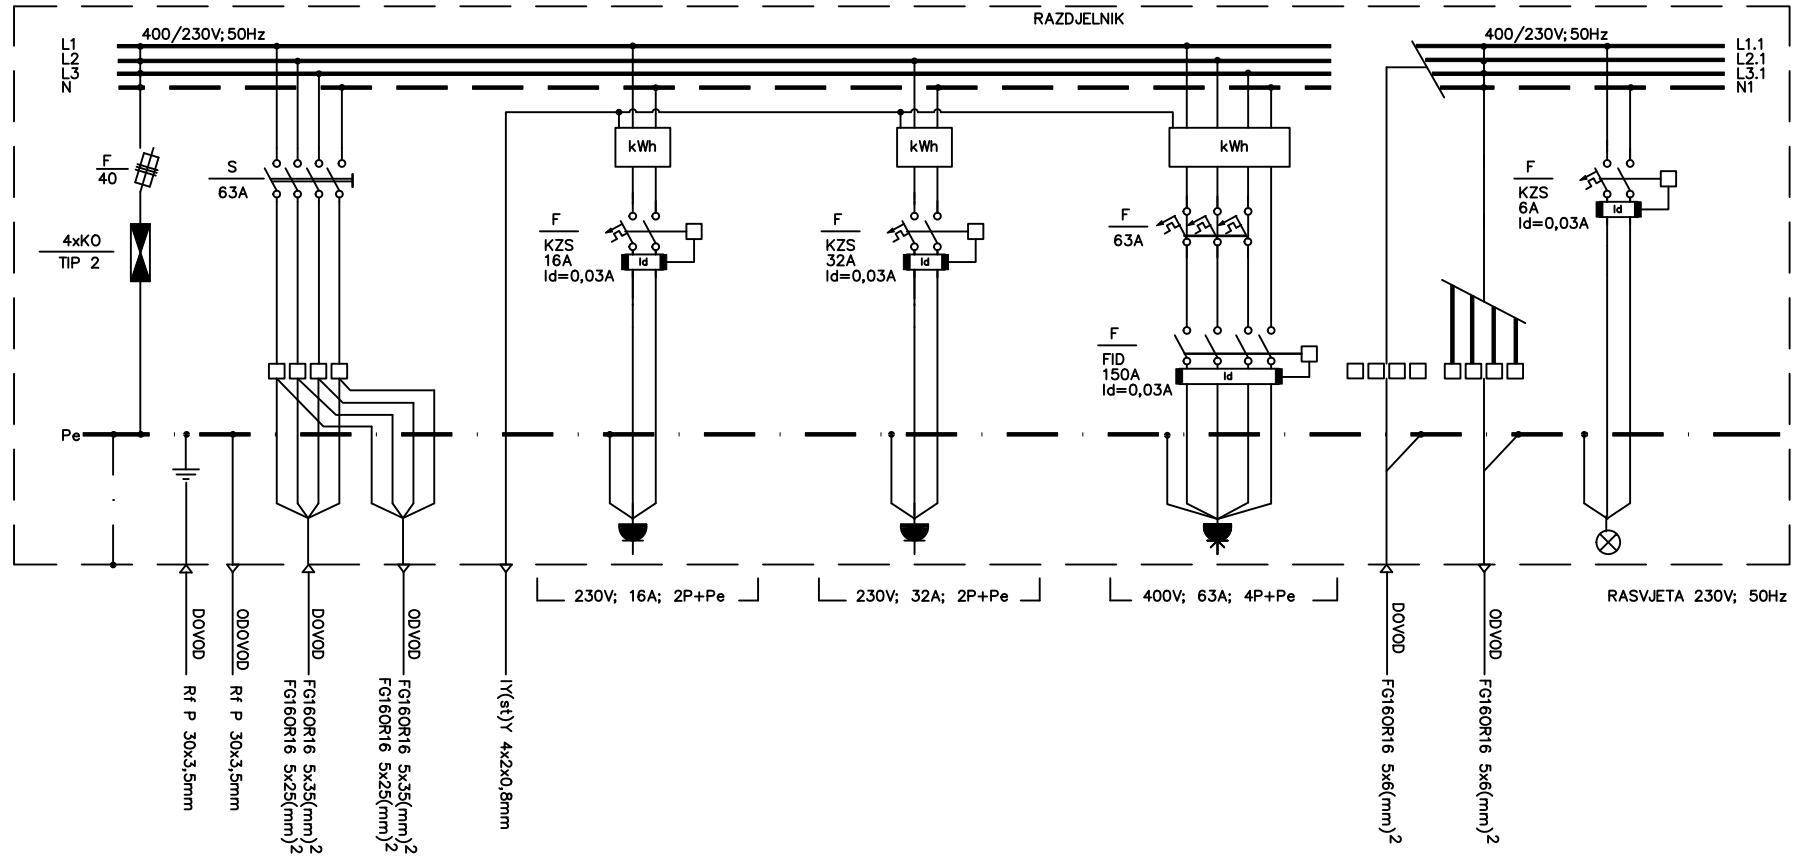 RAZDJELNIK
400/230V;50Hz
L1
L2
L3
N
400/230V;50Hz
L1.1
L2.1
L3.1
N1
kWh
kWh
kWh
F
40
S
63A
4xKO
TIP 2
F
KZS
16A
Id=0,03A
Id
F
KZS
32A
Id=0,03A
Id
F
63A
F
FID
150A
Id=0,03A
Id
F
KZS
6A
Id=0,03A
Id
Pe
230V; 16A; 2P+Pe
230V; 32A; 2P+Pe
400V; 63A; 4P+Pe
RASVJETA 230V; 50Hz
DOVOD
Rf P 30x3,5mm
ODOVOD
Rf P 30x3,5mm
DOVOD
FG16OR16 5x35(mm)2
FG16OR16 5x25(mm)2
ODVOD
FG16OR16 5x35(mm)2
FG16OR16 5x25(mm)2
IY(st)Y 4x2x0,8mm
DOVOD
FG16OR16 5x6(mm)2
ODVOD
FG16OR16 5x6(mm)2